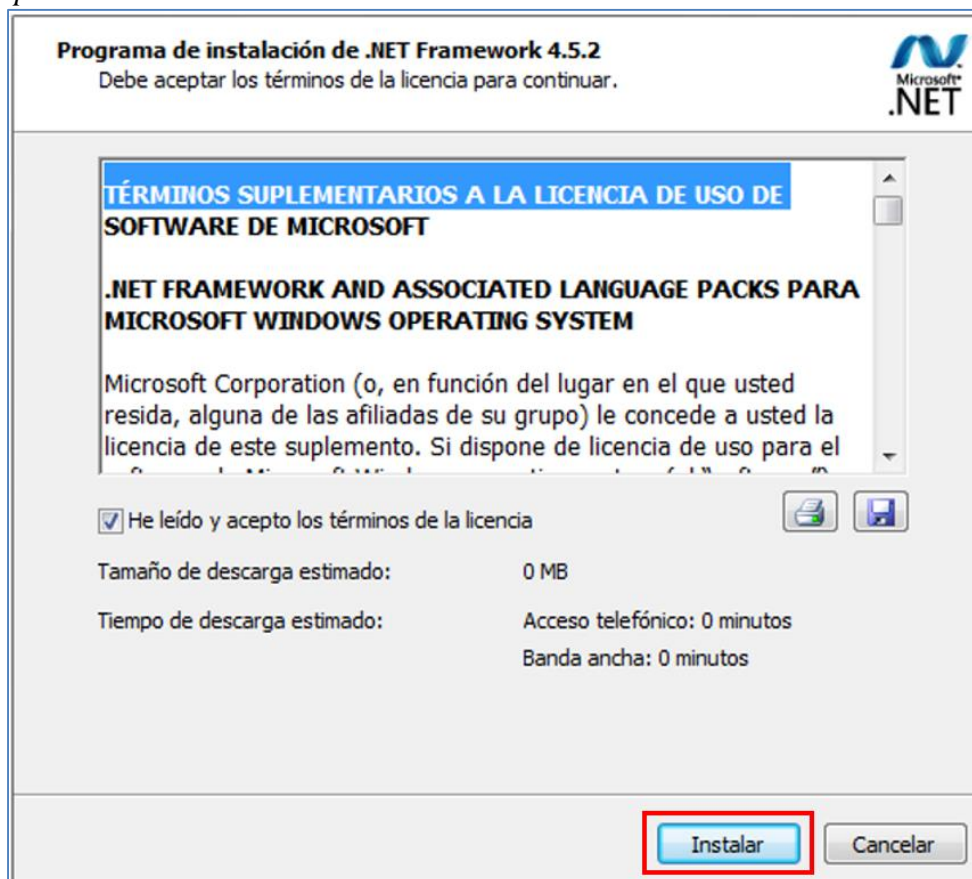 Programa de instalación de .NET Framework 4.5.2
Debe aceptar los términos de la licencia para continuar.
Microsoft
.NET
TÉRMINOS SUPLEMENTARIOS A LA LICENCIA DE USO DE
SOFTWARE DE MICROSOFT
.NET FRAMEWORK AND ASSOCIATED LANGUAGE PACKS PARA
MICROSOFT WINDOWS OPERATING SYSTEM
Microsoft Corporation (o, en función del lugar en el que usted
resida, alguna de las afiliadas de su grupo) le concede a usted la
licencia de este suplemento. Si dispone de licencia de uso para el
He leído y acepto los términos de la licencia
Tamaño de descarga estimado: 0 MB
Tiempo de descarga estimado: Acceso telefónico: 0 minutos
Banda ancha: 0 minutos
Instalar Cancelar